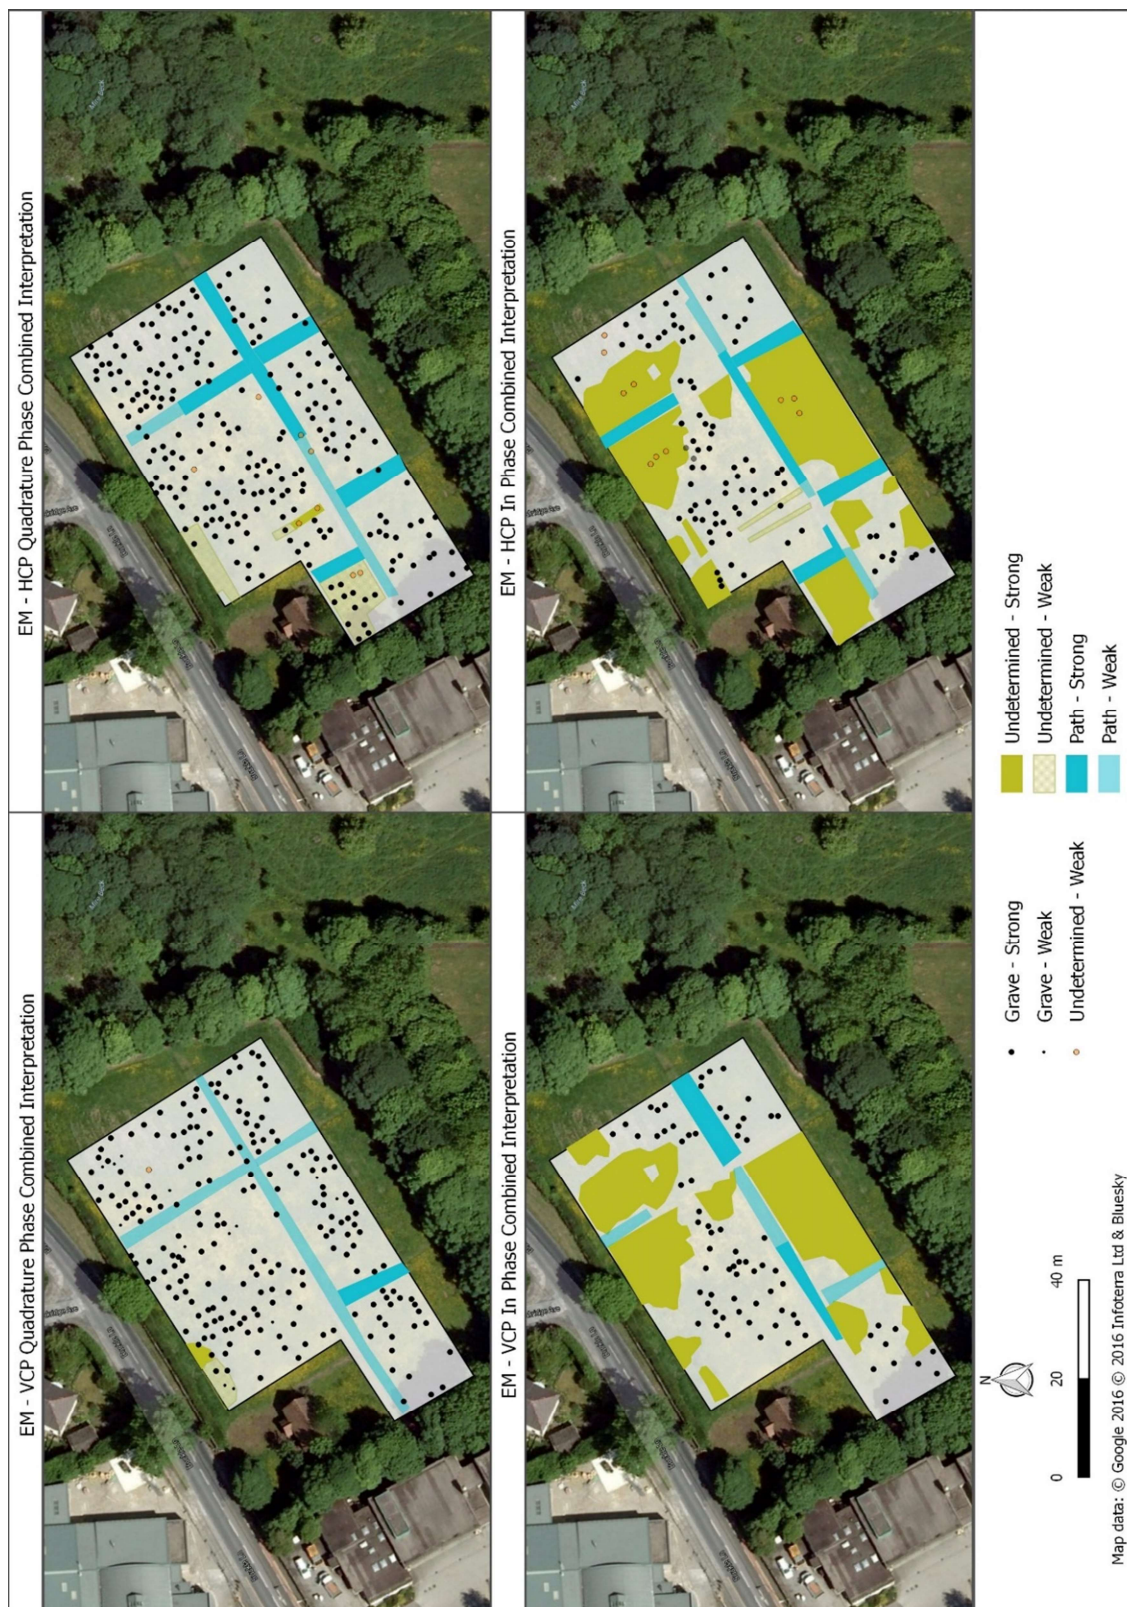 EM - VCP Quadrature Phase Combined Interpretation
EM - HCP Quadrature Phase Combined Interpretation
EM - VCP In Phase Combined Interpretation
EM - HCP In Phase Combined Interpretation
N
0
20
40 m
Grave - Strong
Grave - Weak
Undetermined - Weak
Undetermined - Strong
Undetermined - Weak
Path - Strong
Path - Weak
Map data: © Google 2016 © 2016 Infoterra Ltd & Bluesky